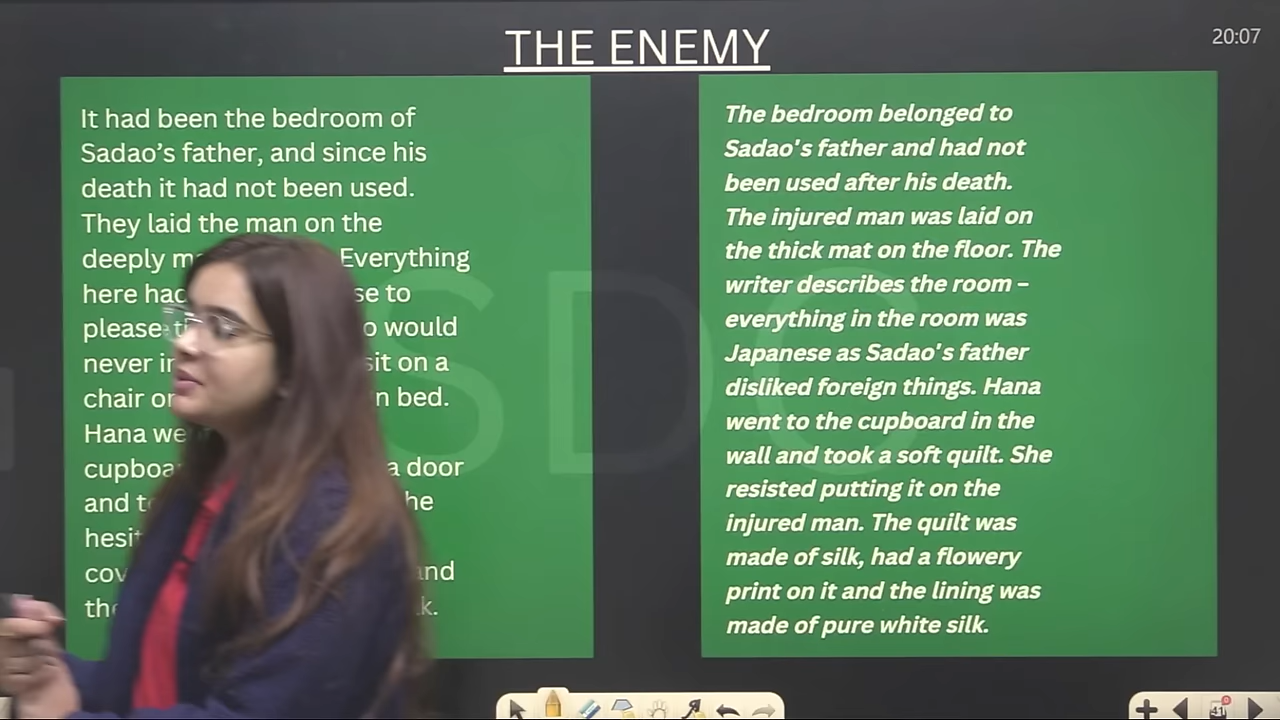 THE ENEMY
20:07
It had been the bedroom of
Sadao’s father, and since his
death it had not been used.
They laid the man on the
deeply Everything
here to
please would
never sit on a
chair bed.
Hana
door
and

and

The bedroom belonged to
Sadao's father and had not
been used after his death.
The injured man was laid on
the thick mat on the floor. The
writer describes the room –
everything in the room was
Japanese as Sadao's father
disliked foreign things. Hana
went to the cupboard in the
wall and took a soft quilt. She
resisted putting it on the
injured man. The quilt was
made of silk, had a flowery
print on it and the lining was
made of pure white silk.
SDC
41